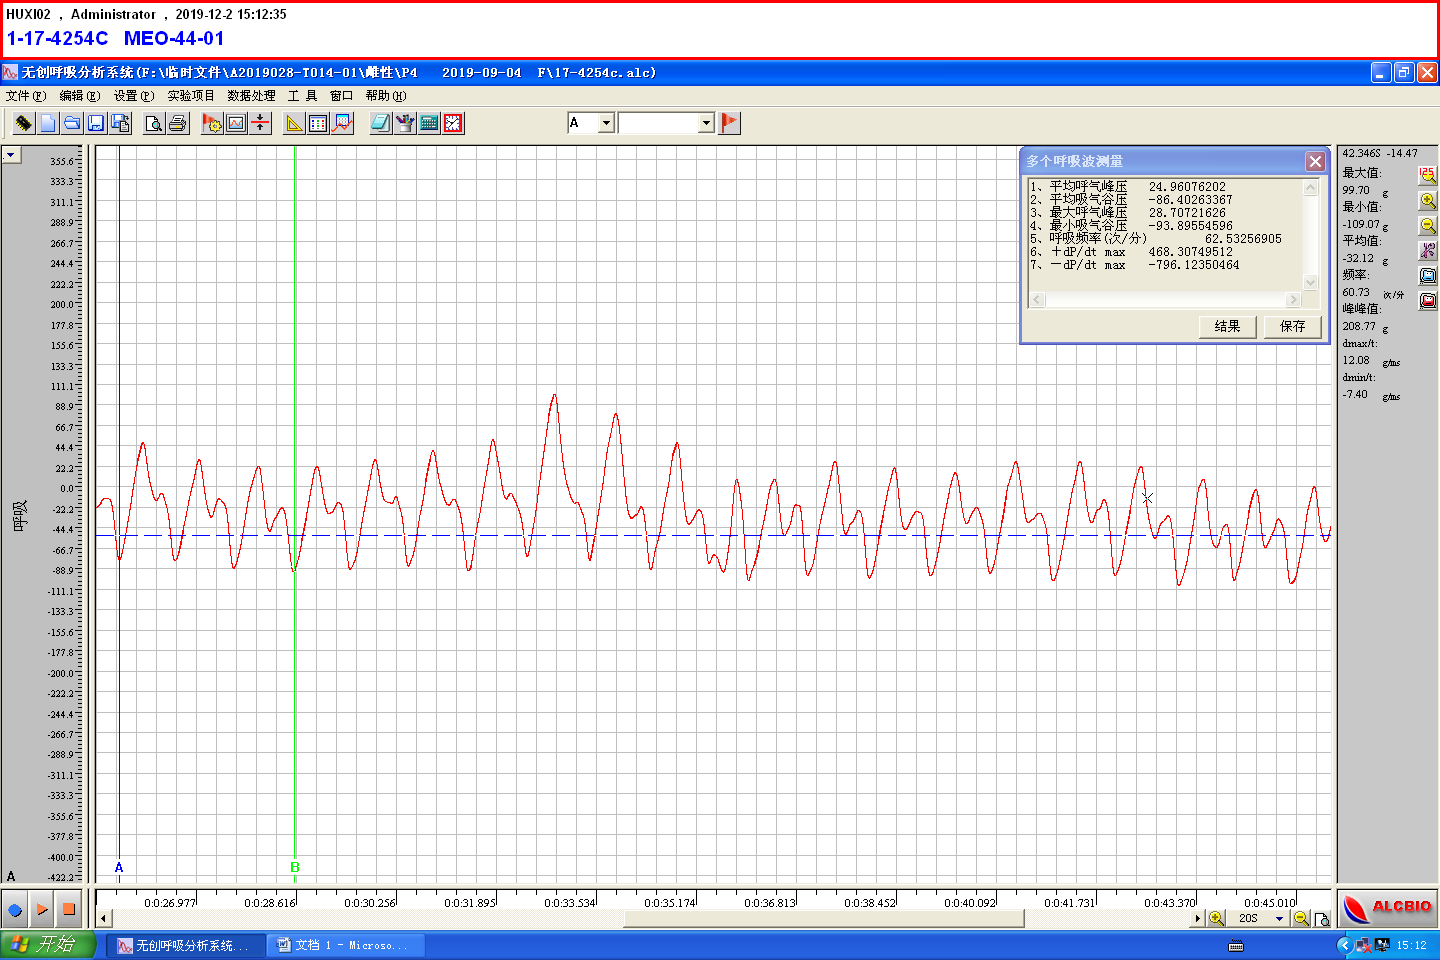 HUXI02 , Administrator , 2019-12-2 15:12:35
1-17-4254C MEO-44-01
无创呼吸分析系统(F:\临时文件\A2019028-T014-01\雌性\P4 2019-09-04 F\17-4254c.alc)
文件(F) 编辑(E) 设置(P) 实验项目 数据处理 工 具 窗口 帮助(H)
A
355.6
333.3
311.1
288.9
266.7
244.4
222.2
200.0
177.8
155.6
133.3
111.1
88.9
66.7
44.4
22.2
0.0
-22.2
-44.4
-66.7
-88.9
-111.1
-133.3
-155.6
-177.8
-200.0
-222.2
-244.4
-266.7
-288.9
-311.1
-333.3
-355.6
-377.8
-400.0
-422.2
呼吸
A
A
B
多个呼吸波测量
1、平均呼气峰压 24.96076202
2、平均吸气谷压 -86.40263367
3、最大呼气峰压 28.70721626
4、最小吸气谷压 -93.89554596
5、呼吸频率(次/分) 62.53256905
6、＋dP/dt max 468.30749512
7、－dP/dt max -796.12350464
结果 保存
42.346S -14.47
最大值:
99.70 g
最小值:
-109.07 g
平均值:
-32.12 g
频率:
60.73 次/分
峰峰值:
208.77 g
dmax/t:
12.08 g/ms
dmin/t:
-7.40 g/ms
125
0:0:26.977 0:0:28.616 0:0:30.256 0:0:31.895 0:0:33.534 0:0:35.174 0:0:36.813 0:0:38.452 0:0:40.092 0:0:41.731 0:0:43.370 0:0:45.010
20S
ALCBIO
开始 无创呼吸分析系统... 文档 1 - Microso... 15:12